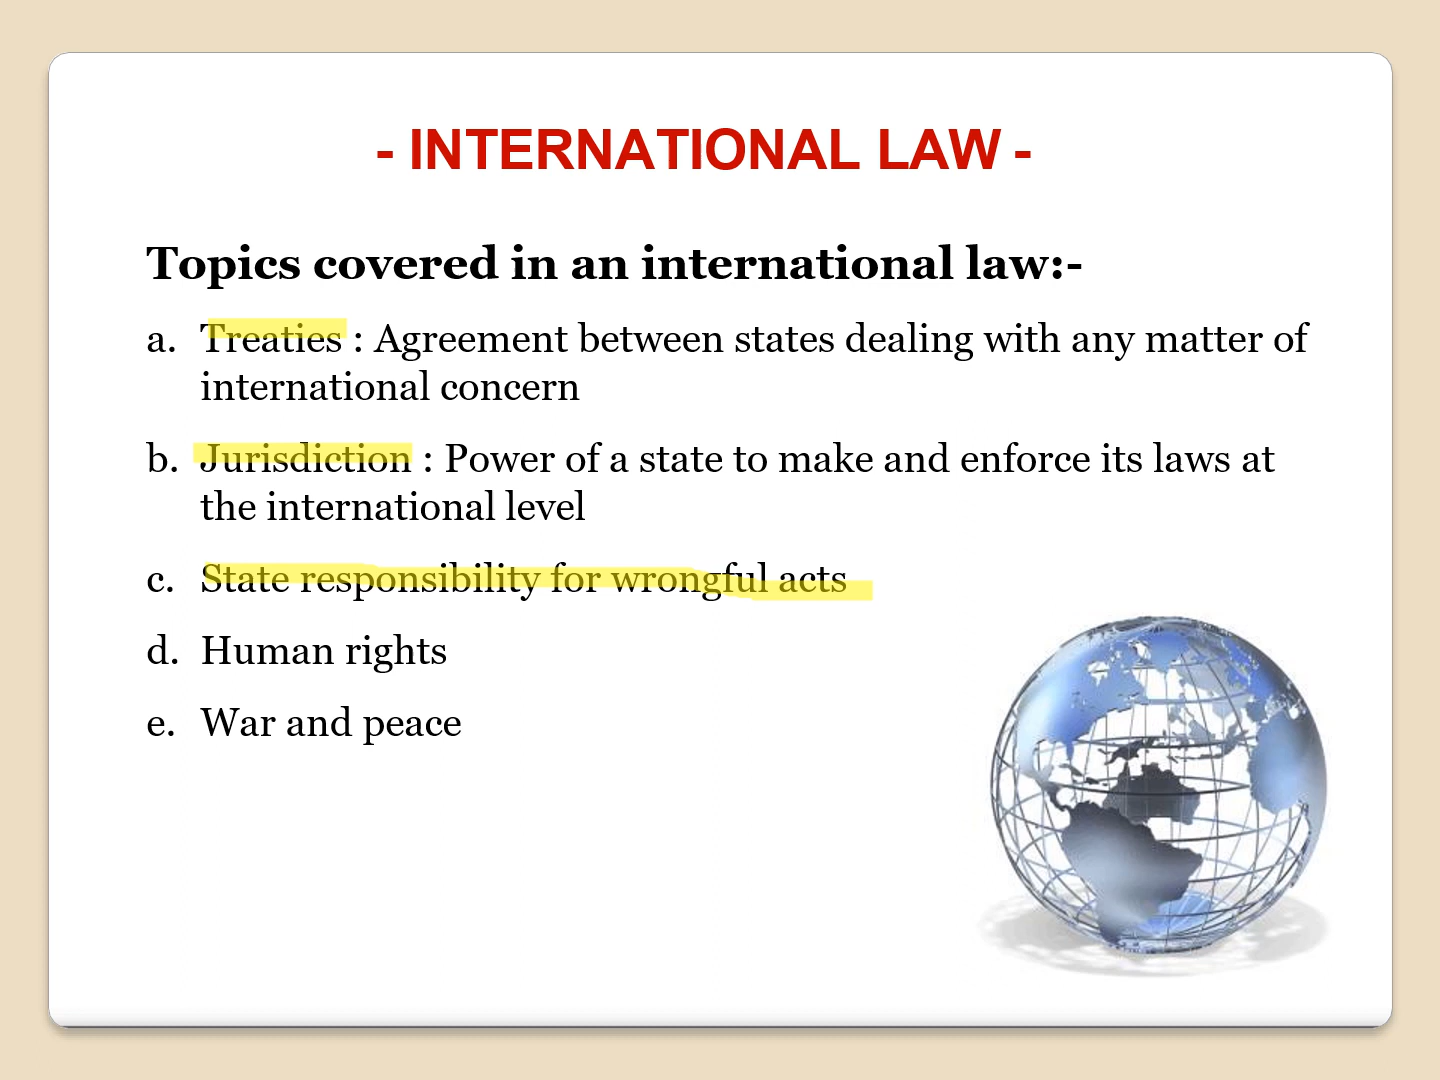 - INTERNATIONAL LAW -
Topics covered in an international law:-
a. Treaties : Agreement between states dealing with any matter of
international concern
b. Jurisdiction : Power of a state to make and enforce its laws at
the international level
c. State responsibility for wrongful acts
d. Human rights
e. War and peace